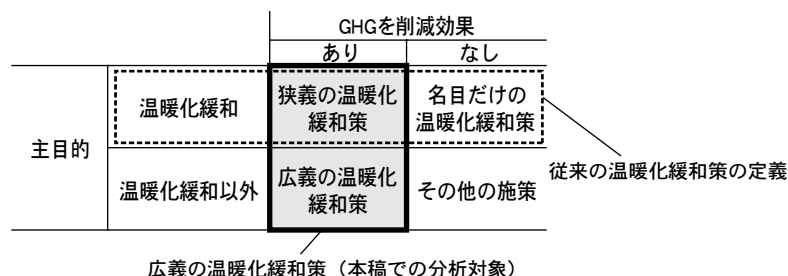 GHGを削減効果
あり
なし
主目的
温暖化緩和
狭義の温暖化
緩和策
名目だけの
温暖化緩和策
従来の温暖化緩和策の定義
温暖化緩和以外
広義の温暖化
緩和策
その他の施策
広義の温暖化緩和策（本稿での分析対象）